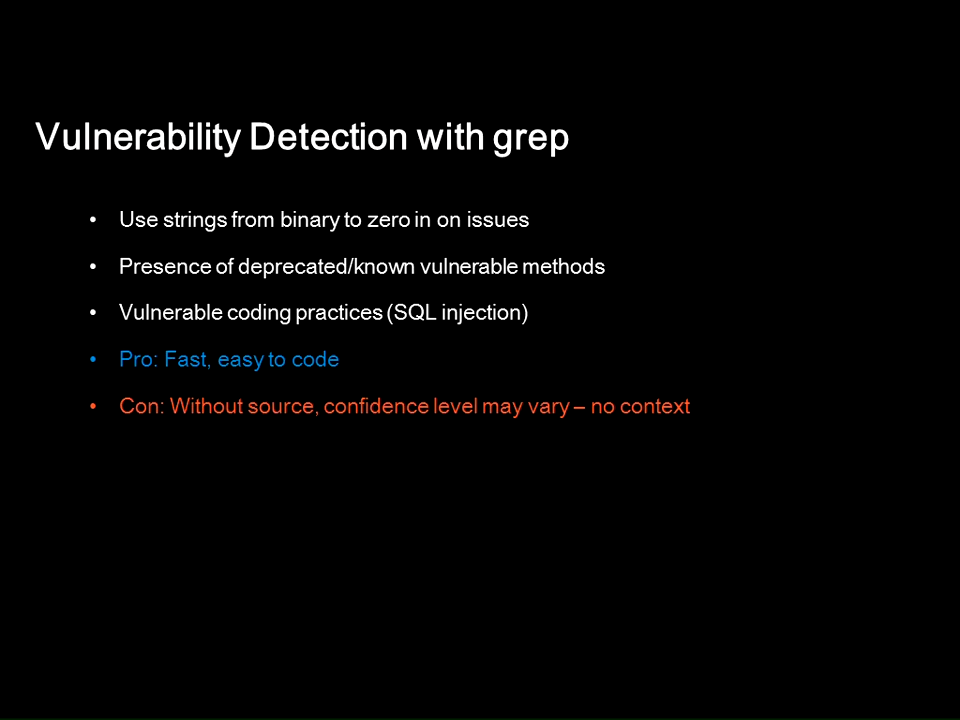 Vulnerability Detection with grep
• Use strings from binary to zero in on issues
• Presence of deprecated/known vulnerable methods
• Vulnerable coding practices (SQL injection)
• Pro: Fast, easy to code
• Con: Without source, confidence level may vary – no context